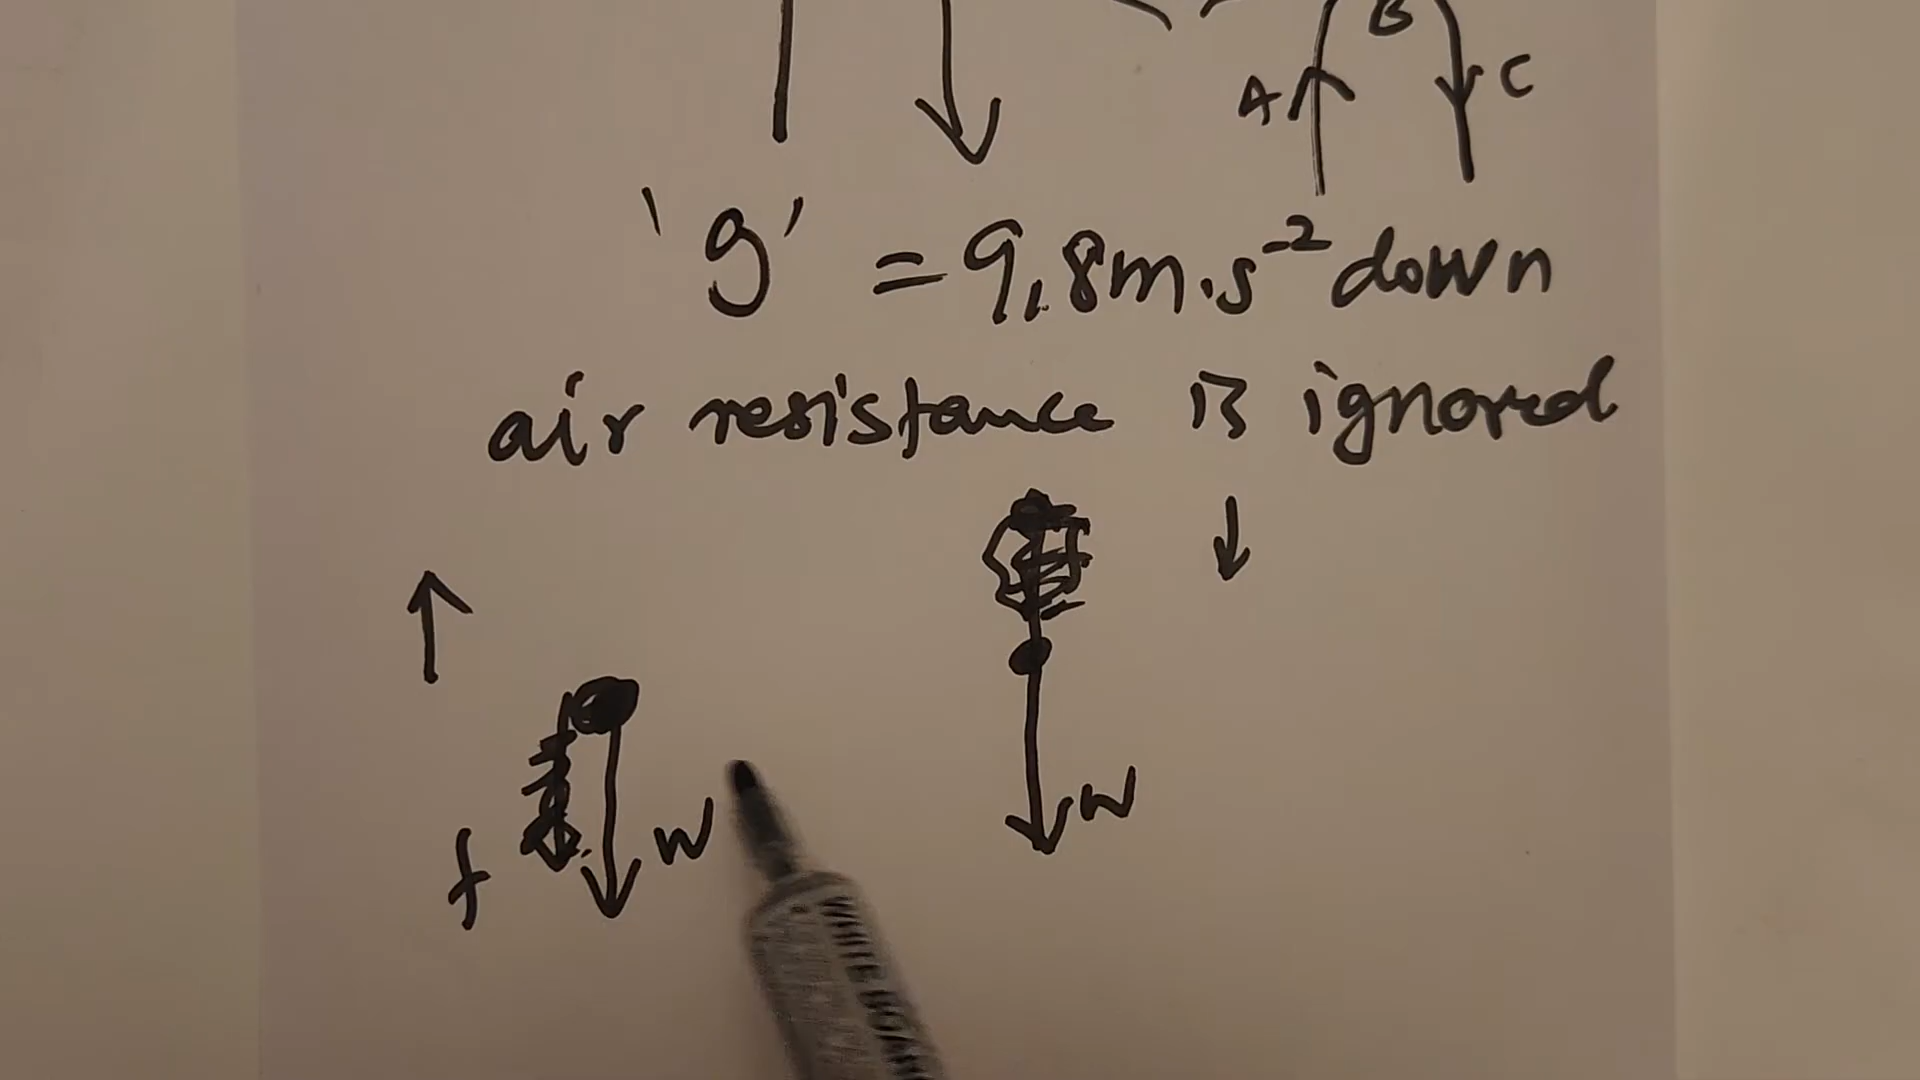 B
A C
'g' = 9,8m.s⁻² down
air resistance is ignored
W
f W